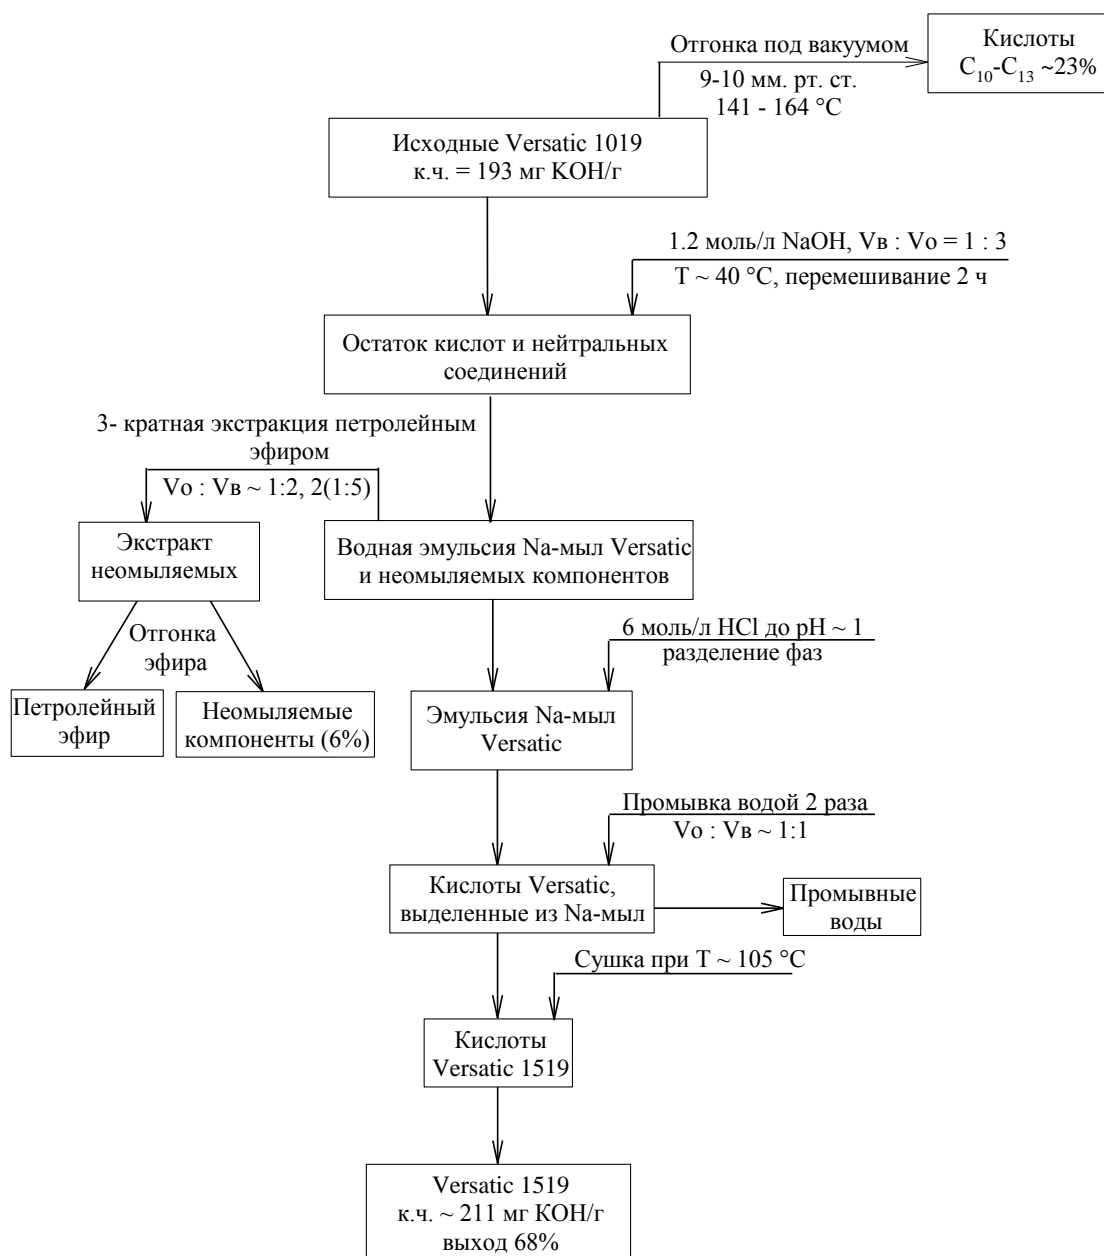 Отгонка под вакуумом
9-10 мм. рт. ст.
141 - 164 °C
Кислоты
C₁₀-C₁₃ ~23%
Исходные Versatic 1019
к.ч. = 193 мг KOH/г
1.2 моль/л NaOH, Vв : Vо = 1 : 3
T ~ 40 °C, перемешивание 2 ч
Остаток кислот и нейтральных
соединений
3- кратная экстракция петролейным
эфиром
Vо : Vв ~ 1:2, 2(1:5)
Экстракт
неомыляемых
Водная эмульсия Na-мыл Versatic
и неомыляемых компонентов
Отгонка
эфира
6 моль/л HCl до pH ~ 1
разделение фаз
Петролейный
эфир
Неомыляемые
компоненты (6%)
Эмульсия Na-мыл
Versatic
Промывка водой 2 раза
Vо : Vв ~ 1:1
Кислоты Versatic,
выделенные из Na-мыл
Промывные
воды
Сушка при T ~ 105 °C
Кислоты
Versatic 1519
Versatic 1519
к.ч. ~ 211 мг KOH/г
выход 68%